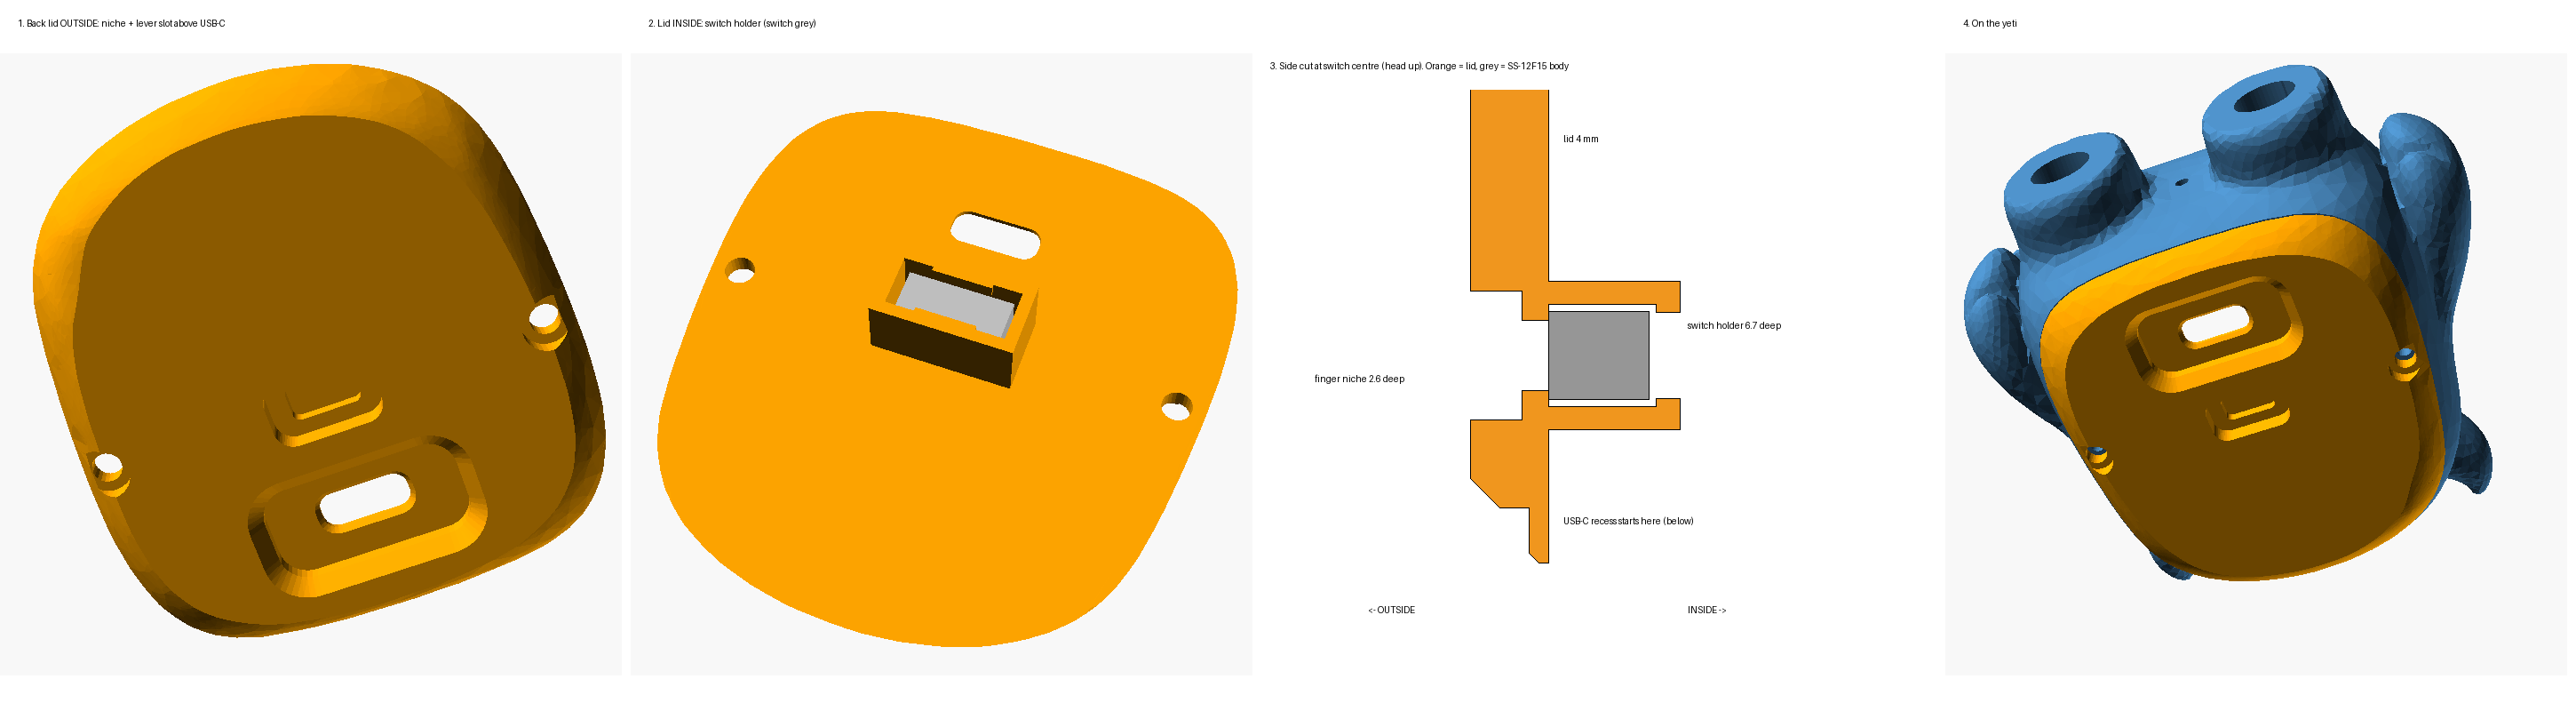 1. Back lid OUTSIDE: niche + lever slot above USB-C
2. Lid INSIDE: switch holder (switch grey)
3. Side cut at switch centre (head up). Orange = lid, grey = SS-12F15 body
4. On the yeti
lid 4 mm
switch holder 6.7 deep
finger niche 2.6 deep
USB-C recess starts here (below)
<- OUTSIDE
INSIDE ->